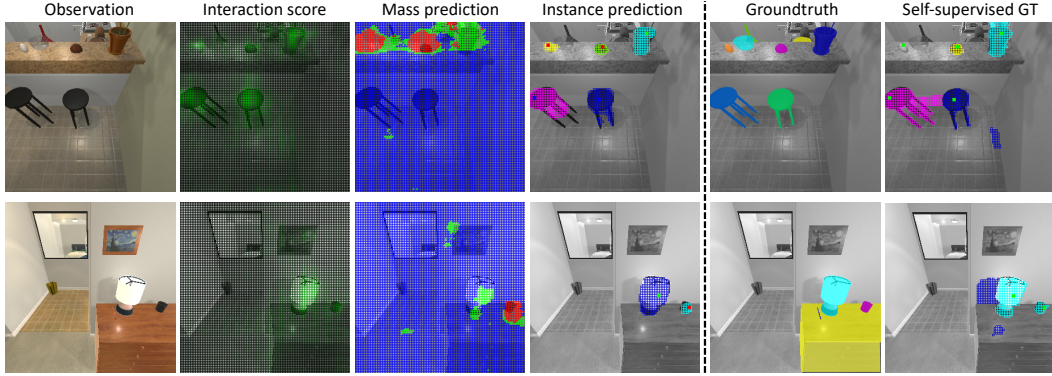 Observation
Interaction score
Mass prediction
Instance prediction
Groundtruth
Self-supervised GT